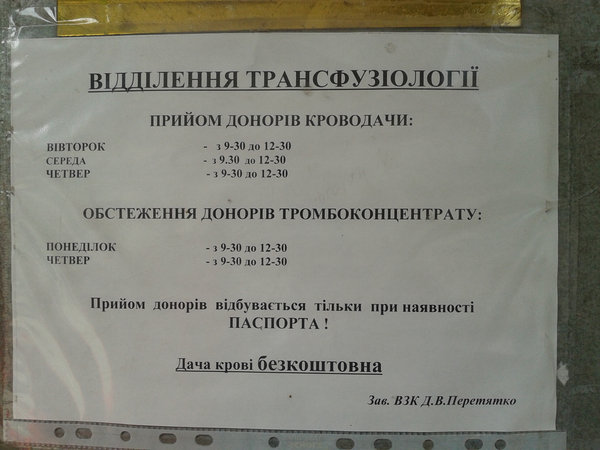 ВІДДІЛЕННЯ ТРАНСФУЗІОЛОГІЇ
ПРИЙОМ ДОНОРІВ КРОВОДАЧИ:
ВІВТОРОК - з 9-30 до 12-30
СЕРЕДА - з 9.30 до 12-30
ЧЕТВЕР - з 9-30 до 12-30
ОБСТЕЖЕННЯ ДОНОРІВ ТРОМБОКОНЦЕНТРАТУ:
ПОНЕДІЛОК - з 9-30 до 12-30
ЧЕТВЕР - з 9-30 до 12-30
Прийом донорів відбувається тільки при наявності
ПАСПОРТА !
Дача крові безкоштовна
Зав. ВЗК Д.В.Перетятко